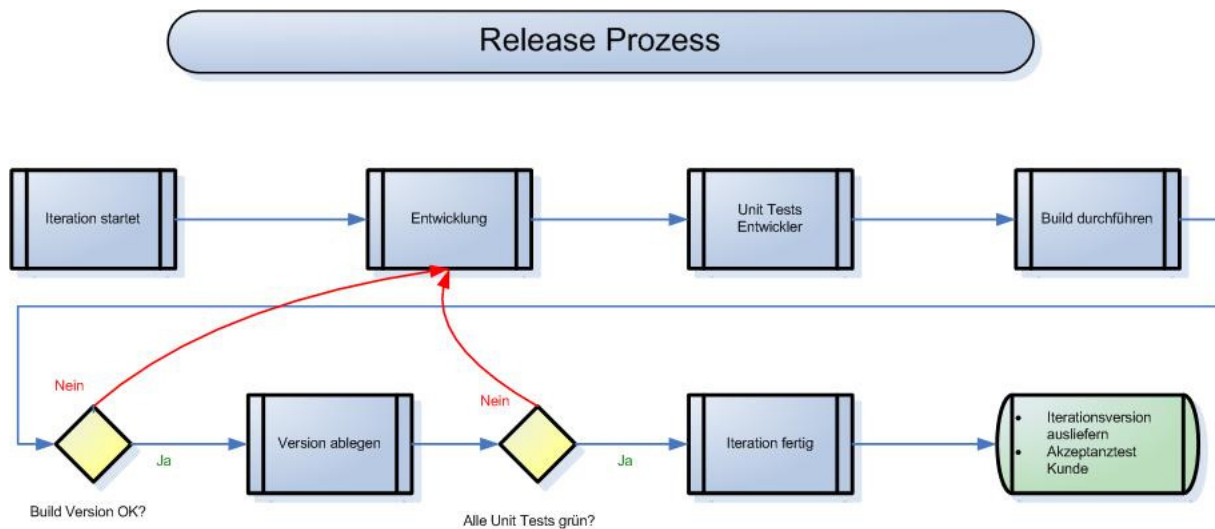 Release Prozess
Iteration startet
Entwicklung
Unit Tests
Entwickler
Build durchführen
Nein
Ja
Build Version OK?
Version ablegen
Nein
Ja
Alle Unit Tests grün?
Iteration fertig
• Iterationsversion
ausliefern
• Akzeptanztest
Kunde